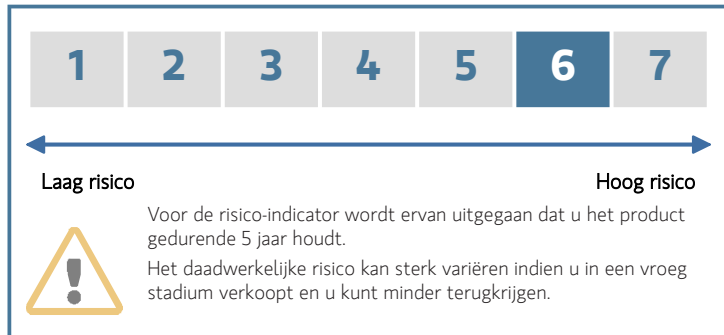 1 2 3 4 5 6 7
Laag risico Hoog risico
Voor de risico-indicator wordt ervan uitgegaan dat u het product
gedurende 5 jaar houdt.
Het daadwerkelijke risico kan sterk variëren indien u in een vroeg
stadium verkoopt en u kunt minder terugkrijgen.